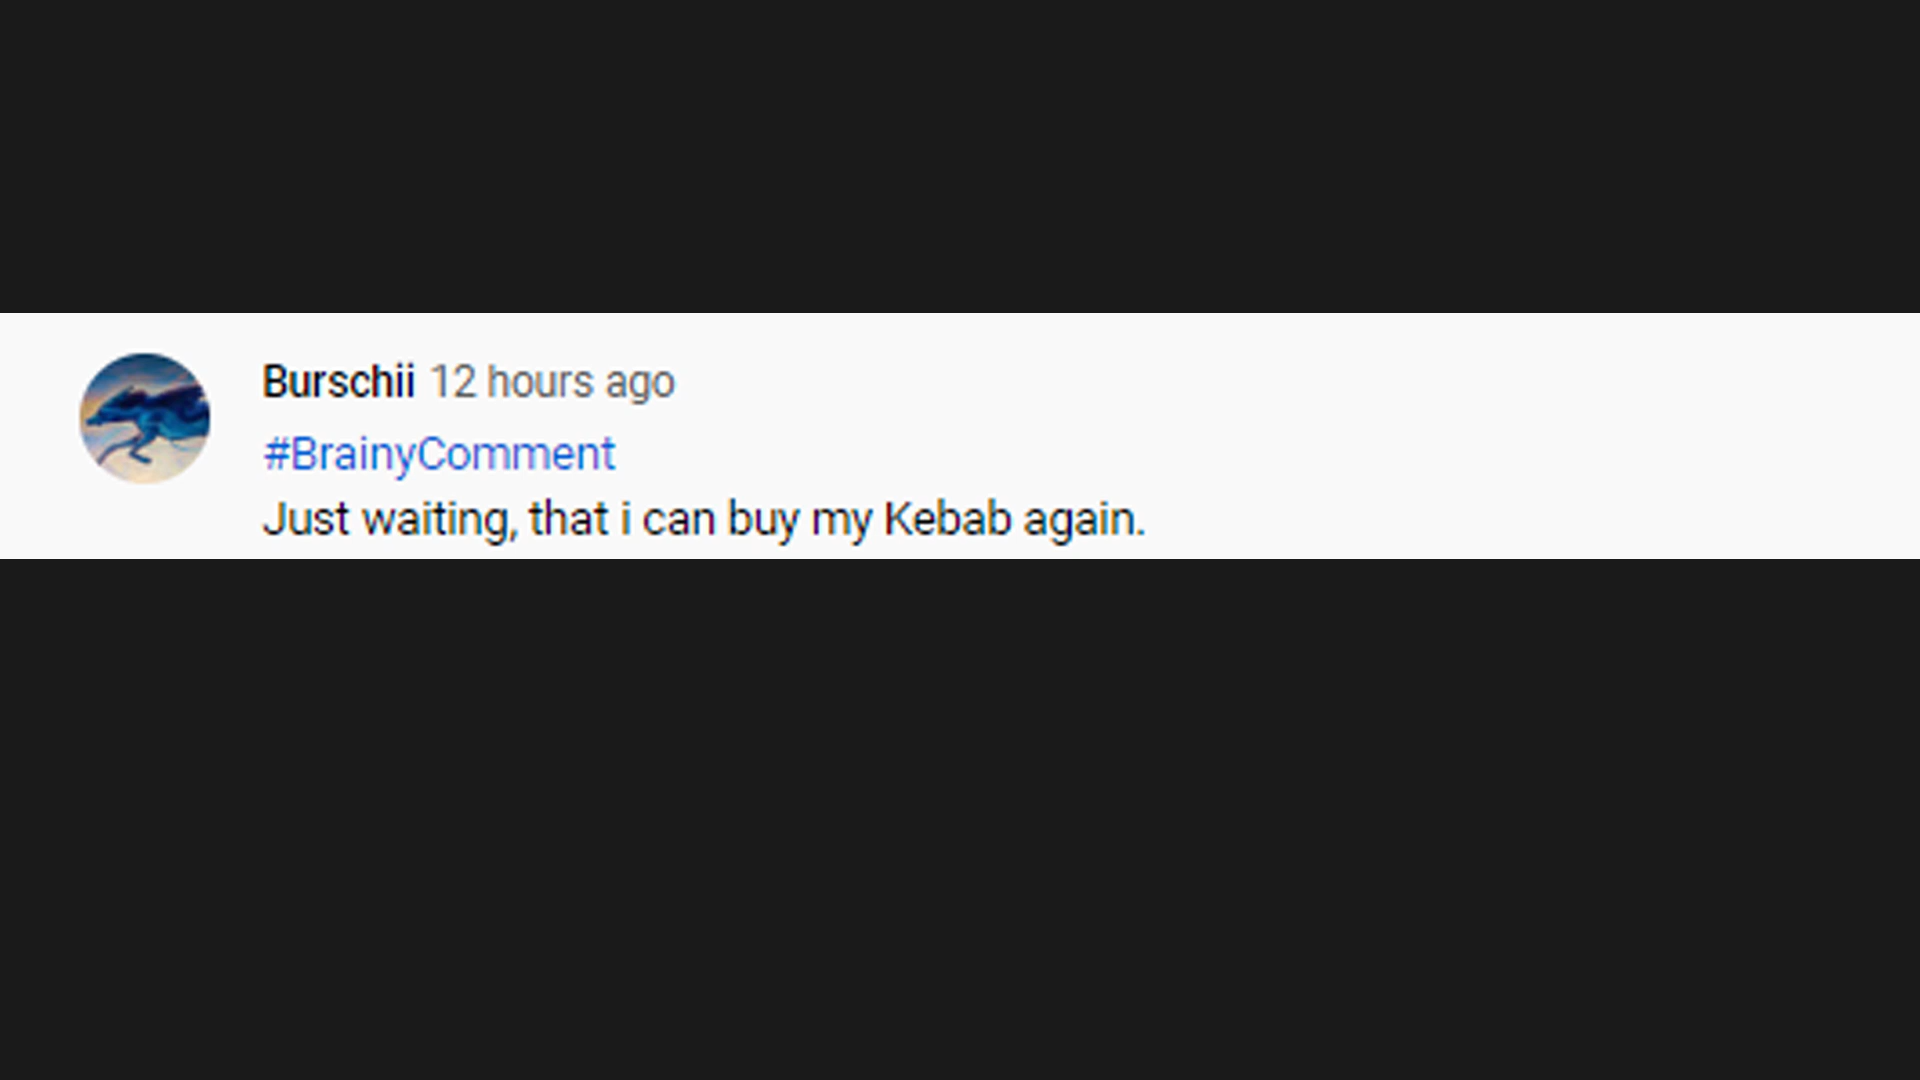 Burschii 12 hours ago
#BrainyComment
Just waiting, that i can buy my Kebab again.